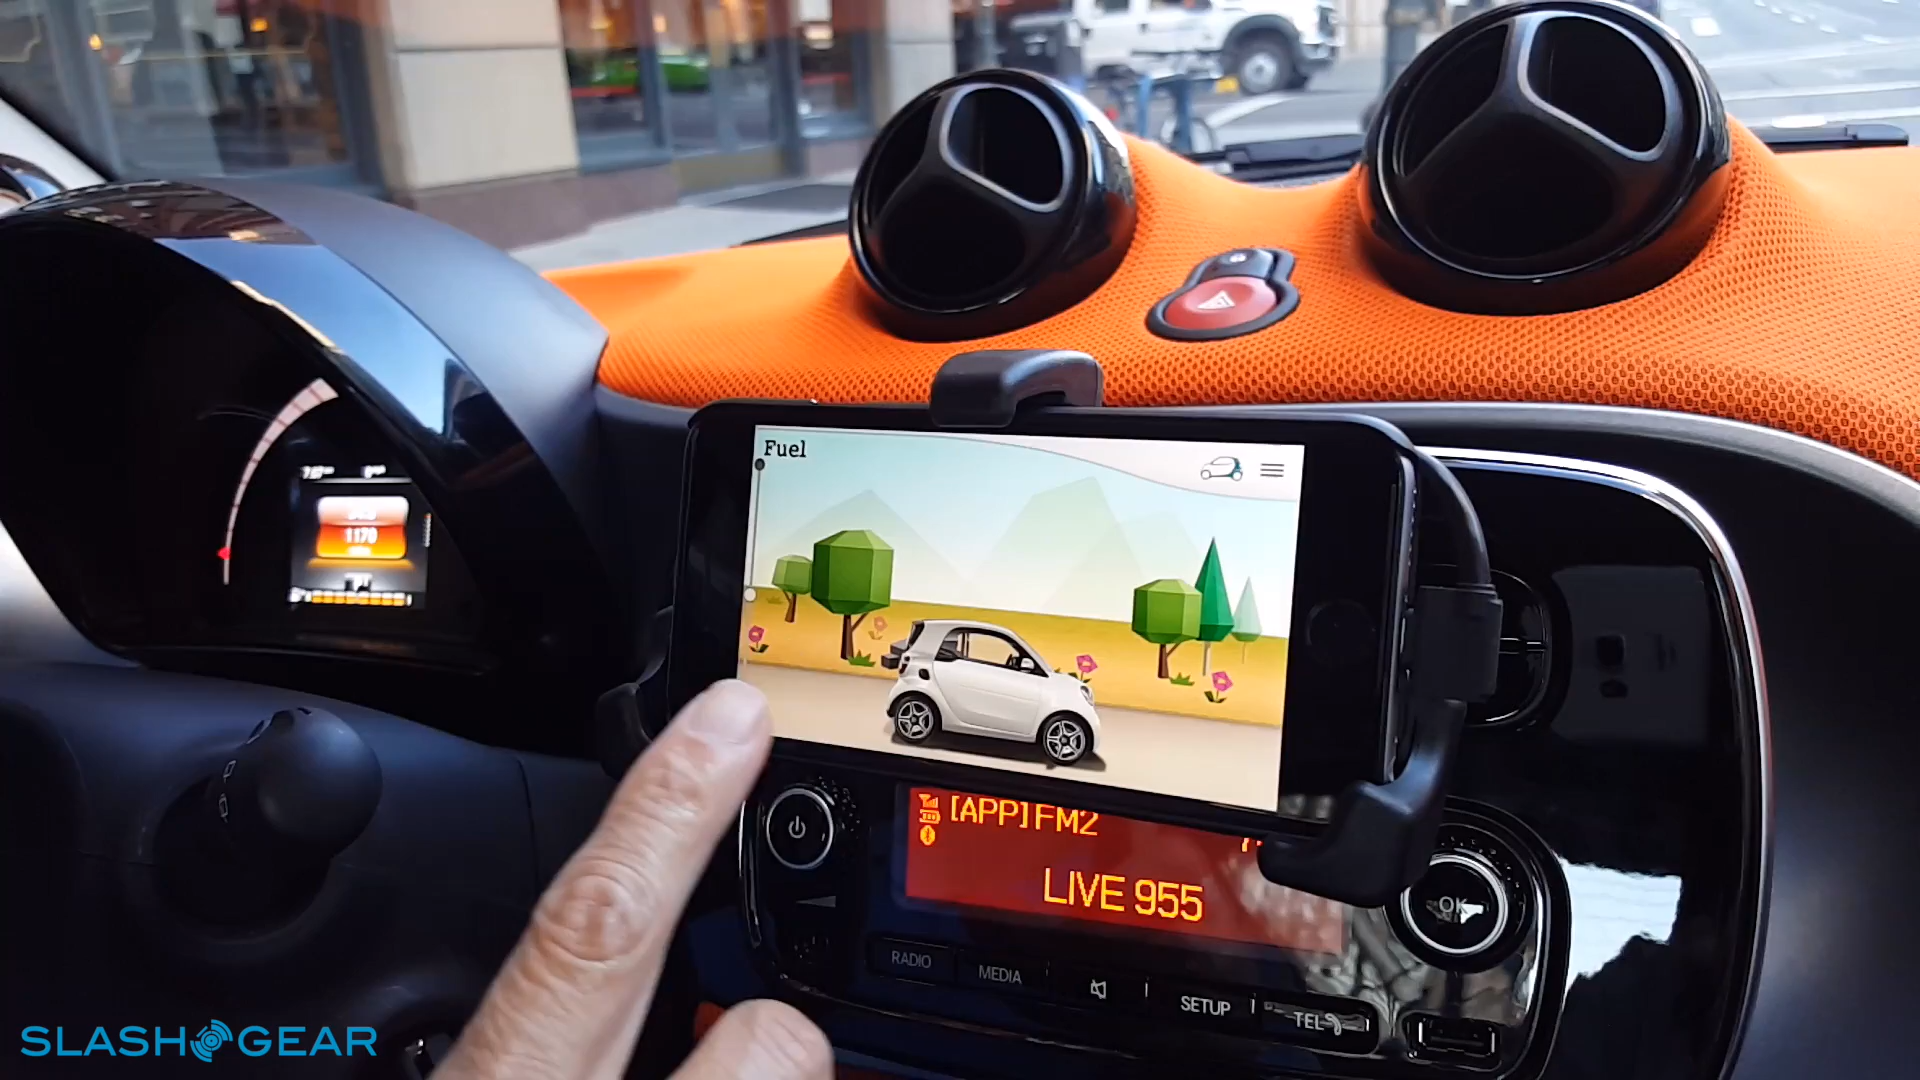 Fuel
1170
[APP] FM2
LIVE 955
OK
RADIO
MEDIA
SETUP
TEL
SLASHGEAR